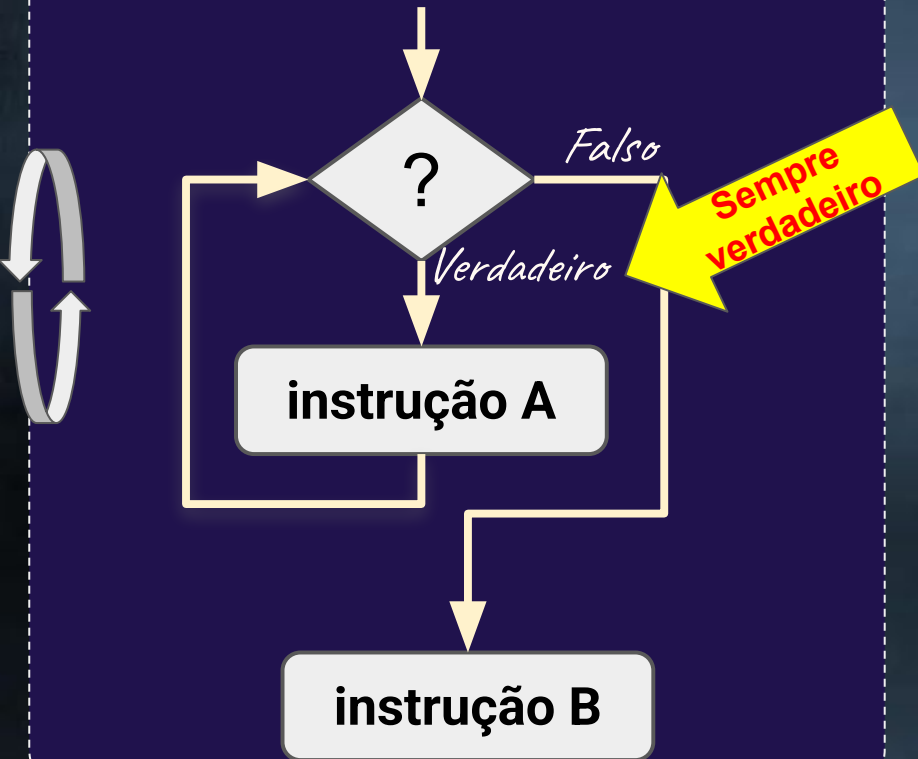 ?
Falso
Sempre
verdadeiro
Verdadeiro
instrução A
instrução B